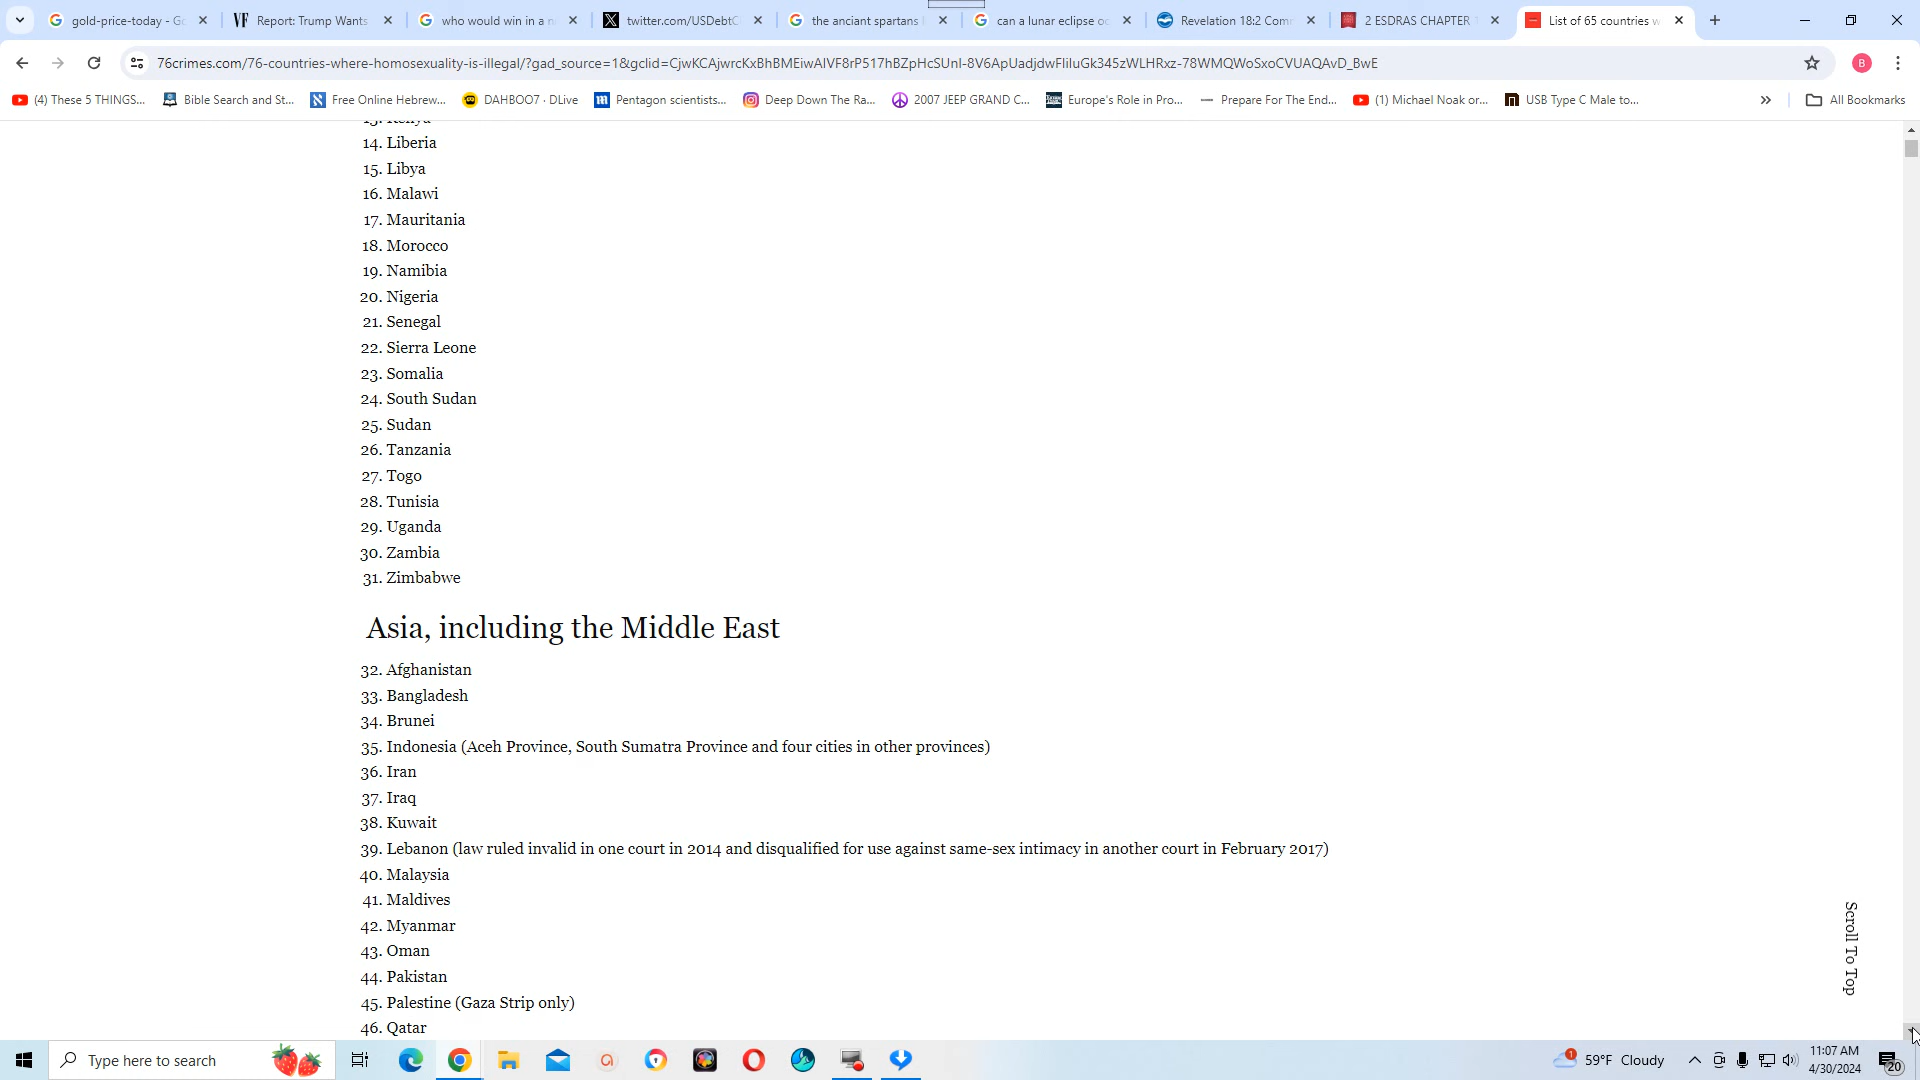 gold-price-today - Go
Report: Trump Wants
who would win in a n
twitter.com/USDebtC
the anciant spartans
can a lunar eclipse oc
Revelation 18:2 Comm
2 ESDRAS CHAPTER
List of 65 countries w
76crimes.com/76-countries-where-homosexuality-is-illegal/?gad_source=1&gclid=CjwKCAjwrcKxBhBMEiwAIVF8rP517hBZpHcSUnI-8V6ApUadjdwFIiluGk345zWLHRxz-78WMQWoSxoCVUAQAvD_BwE
B
(4) These 5 THINGS...
Bible Search and St...
Free Online Hebrew...
DAHBOO7 · DLive
Pentagon scientists...
Deep Down The Ra...
2007 JEEP GRAND C...
Europe's Role in Pro...
Prepare For The End...
(1) Michael Noak or...
USB Type C Male to...
All Bookmarks
13. Kenya
14. Liberia
15. Libya
16. Malawi
17. Mauritania
18. Morocco
19. Namibia
20. Nigeria
21. Senegal
22. Sierra Leone
23. Somalia
24. South Sudan
25. Sudan
26. Tanzania
27. Togo
28. Tunisia
29. Uganda
30. Zambia
31. Zimbabwe
Asia, including the Middle East
32. Afghanistan
33. Bangladesh
34. Brunei
35. Indonesia (Aceh Province, South Sumatra Province and four cities in other provinces)
36. Iran
37. Iraq
38. Kuwait
39. Lebanon (law ruled invalid in one court in 2014 and disqualified for use against same-sex intimacy in another court in February 2017)
40. Malaysia
41. Maldives
42. Myanmar
43. Oman
44. Pakistan
45. Palestine (Gaza Strip only)
46. Qatar
Scroll To Top
Type here to search
1
59°F Cloudy
11:07 AM
4/30/2024
20